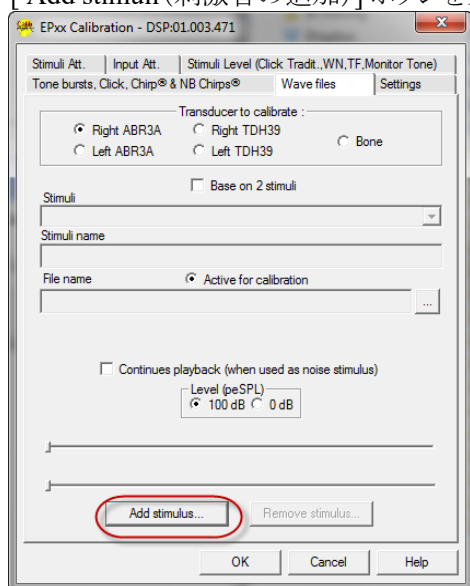 [ Add stimuli (刺激音の追加) ] ボタンを
EPxx Calibration - DSP:01.003.471
Stimuli Att. Input Att. Stimuli Level (Click Tradit.,WN,TF,Monitor Tone)
Tone bursts, Click, Chirp® & NB Chirps® Wave files Settings
Transducer to calibrate :
Right ABR3A Right TDH39 Bone
Left ABR3A Left TDH39
Base on 2 stimuli
Stimuli
Stimuli name
File name Active for calibration
...
Continues playback (when used as noise stimulus)
Level (peSPL)
100 dB 0 dB
Add stimulus... Remove stimulus...
OK Cancel Help